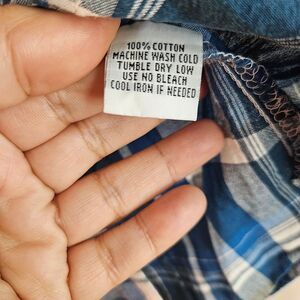 100% COTTON
MACHINE WASH COLD
TUMBLE DRY LOW
USE NO BLEACH
COOL IRON IF NEEDED